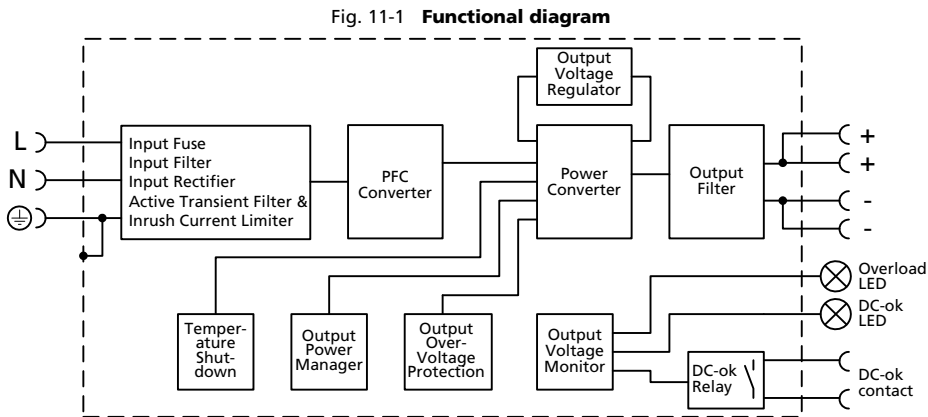 Fig. 11-1 Functional diagram
Output
Voltage
Regulator
L
N
Input Fuse
Input Filter
Input Rectifier
Active Transient Filter &
Inrush Current Limiter
PFC
Converter
Power
Converter
Output
Filter
+
+
-
-
Temper-
ature
Shut-
down
Output
Power
Manager
Output
Over-
Voltage
Protection
Output
Voltage
Monitor
Overload
LED
DC-ok
LED
DC-ok
Relay
DC-ok
contact